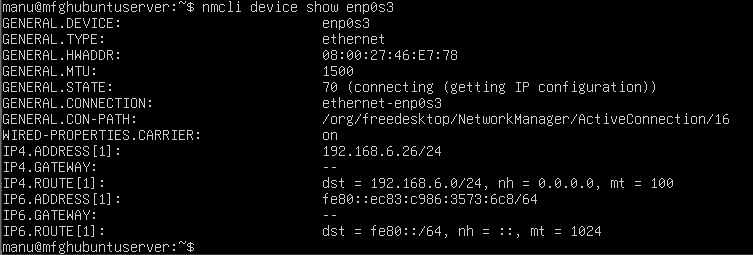 manu@mfghubuntuserver:~$ nmcli device show enp0s3
GENERAL.DEVICE: enp0s3
GENERAL.TYPE: ethernet
GENERAL.HWADDR: 08:00:27:46:E7:78
GENERAL.MTU: 1500
GENERAL.STATE: 70 (connecting (getting IP configuration))
GENERAL.CONNECTION: ethernet-enp0s3
GENERAL.CON-PATH: /org/freedesktop/NetworkManager/ActiveConnection/16
WIRED-PROPERTIES.CARRIER: on
IP4.ADDRESS[1]: 192.168.6.26/24
IP4.GATEWAY: --
IP4.ROUTE[1]: dst = 192.168.6.0/24, nh = 0.0.0.0, mt = 100
IP6.ADDRESS[1]: fe80::ec83:c986:3573:6c8/64
IP6.GATEWAY: --
IP6.ROUTE[1]: dst = fe80::/64, nh = ::, mt = 1024
manu@mfghubuntuserver:~$